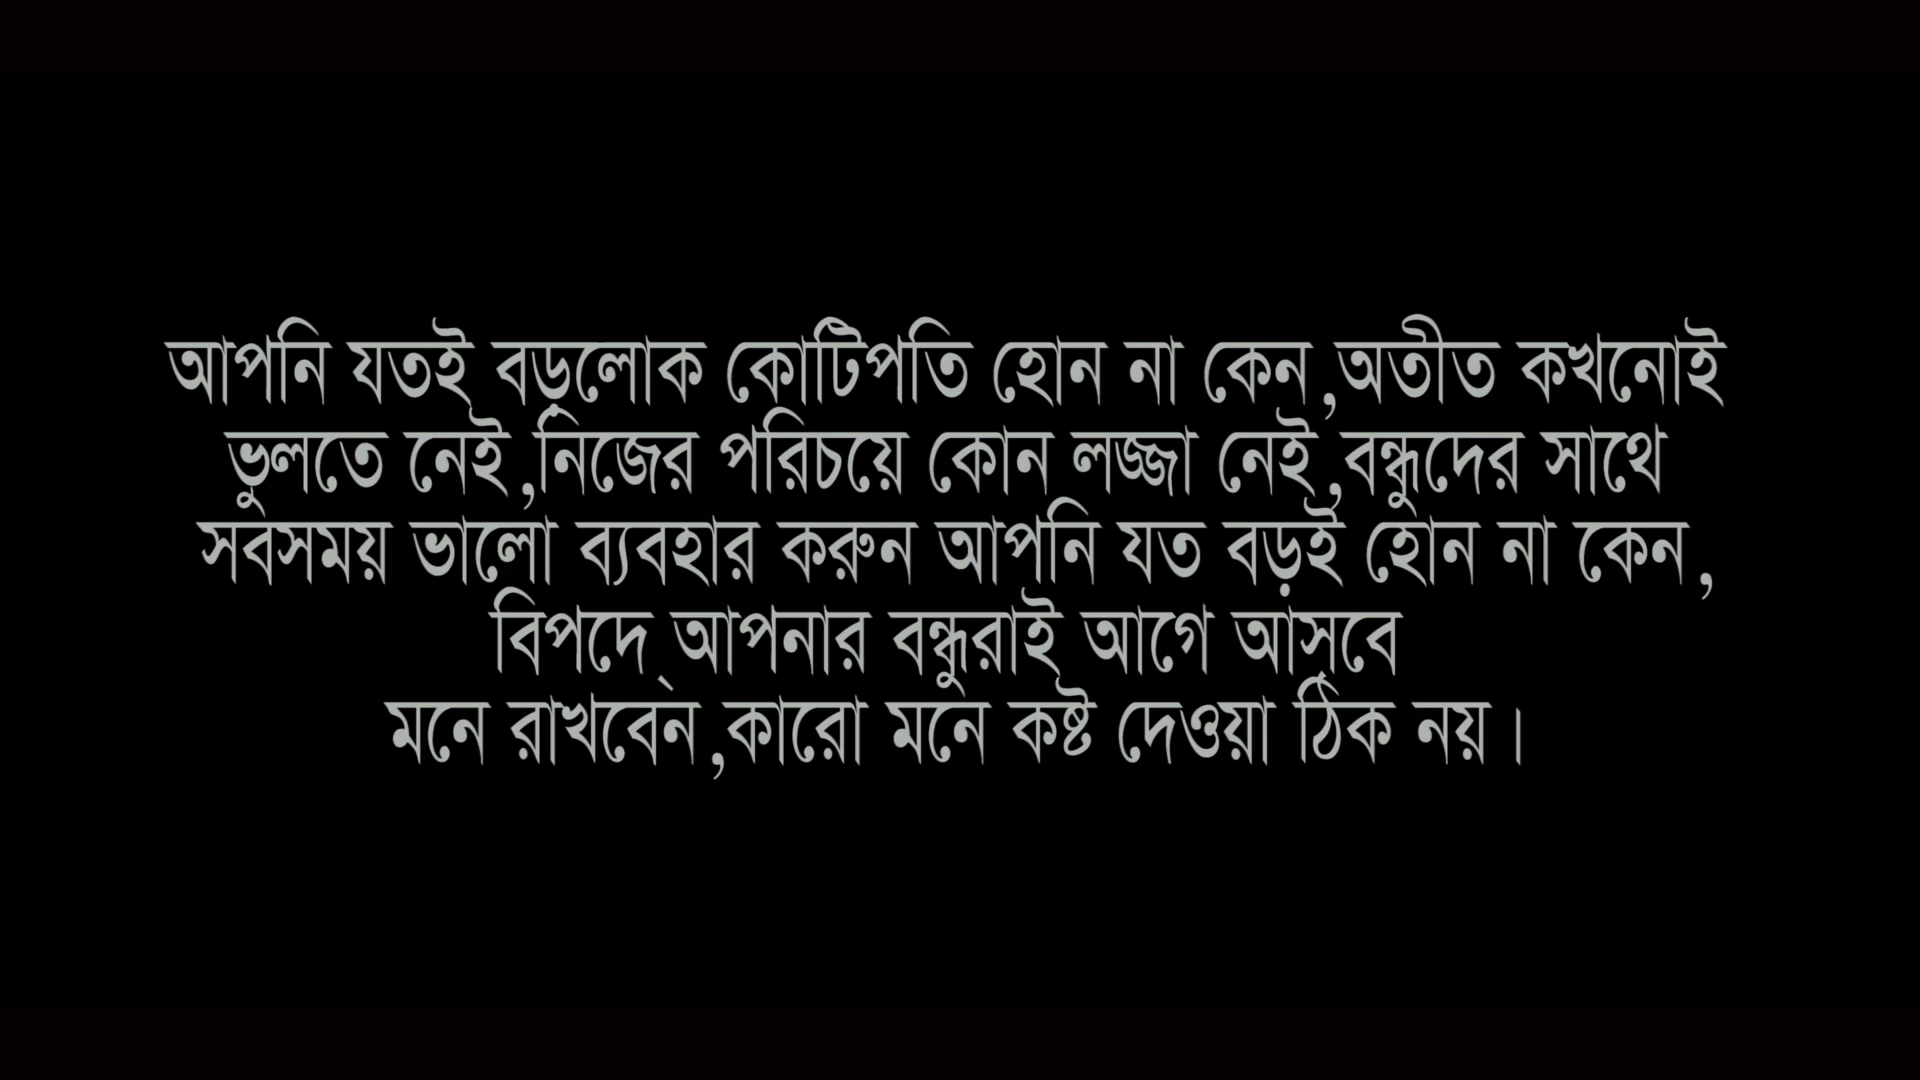 আপনি যতই বড়লোক কোটিপতি হোন না কেন,অতীত কখনোই
ভুলতে নেই,নিজের পরিচয়ে কোন লজ্জা নেই,বন্ধুদের সাথে
সবসময় ভালো ব্যবহার করুন আপনি যত বড়ই হোন না কেন,
বিপদে আপনার বন্ধুরাই আগে আসবে
মনে রাখবেন,কারো মনে কষ্ট দেওয়া ঠিক নয়।